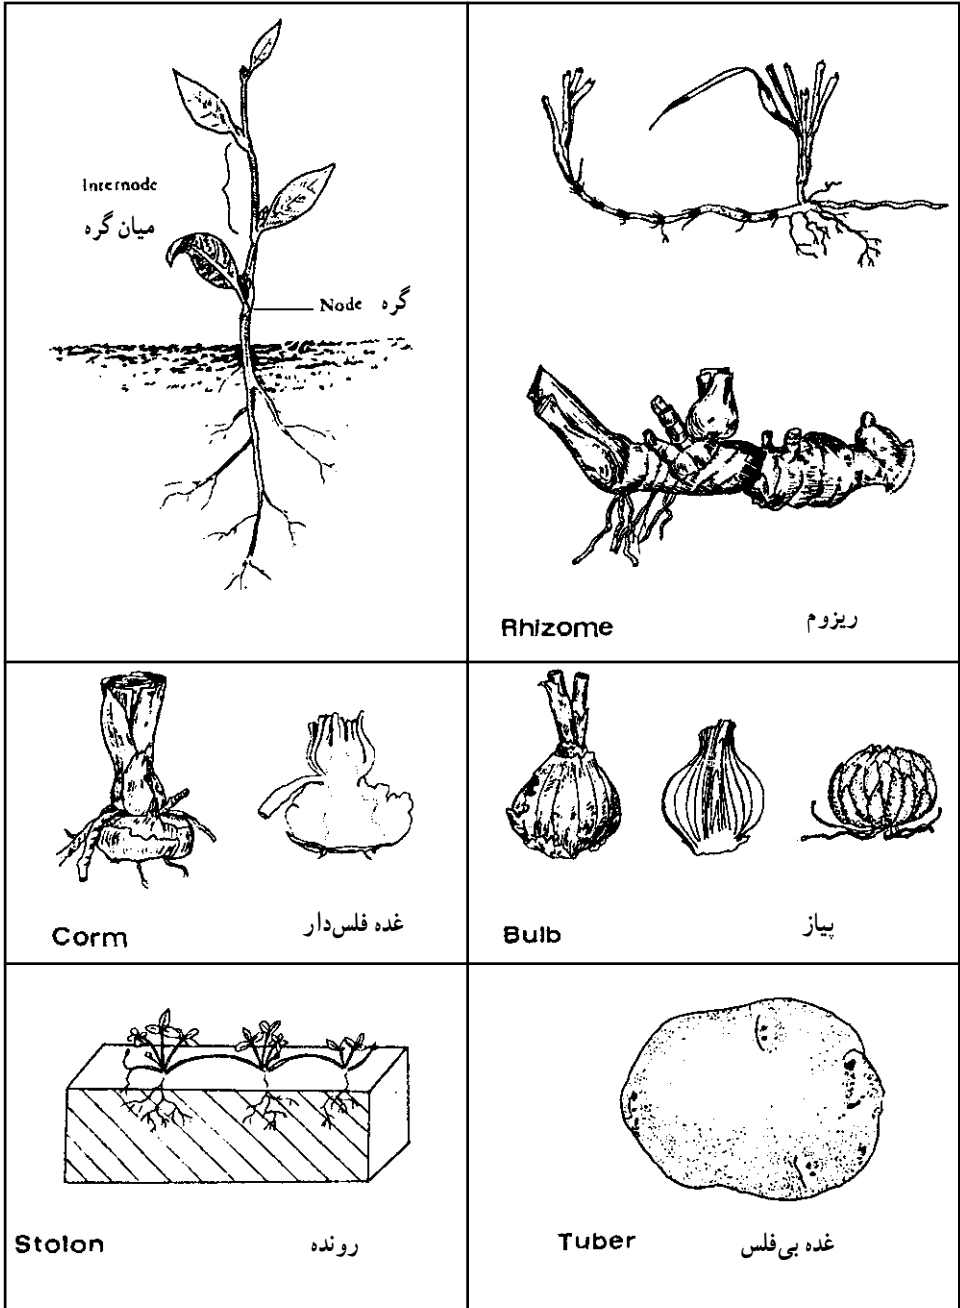 Internode
میان گره
Node گره
Rhizome ریزوم
Corm غده فلس‌دار
Bulb پیاز
Stolon رونده
Tuber غده بی‌فلس